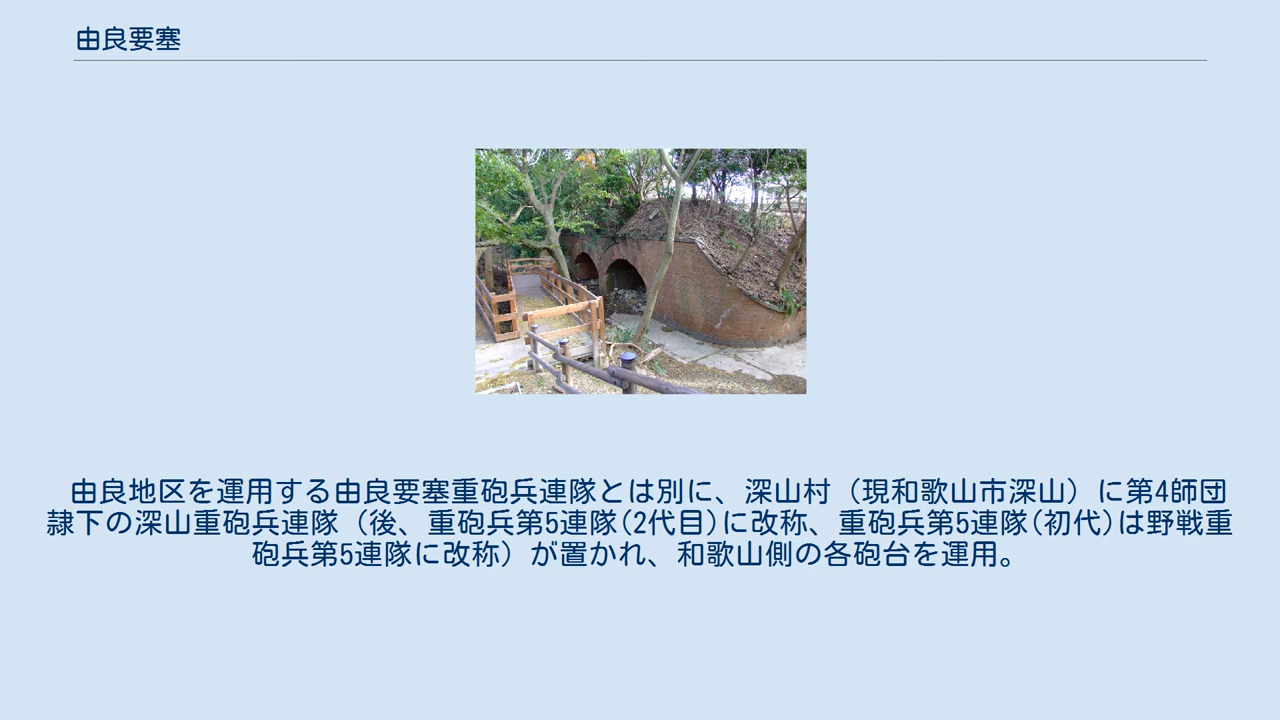 由良要塞
由良地区を運用する由良要塞重砲兵連隊とは別に、深山村（現和歌山市深山）に第4師団
隷下の深山重砲兵連隊（後、重砲兵第5連隊(2代目)に改称、重砲兵第5連隊(初代)は野戦重
砲兵第5連隊に改称）が置かれ、和歌山側の各砲台を運用。